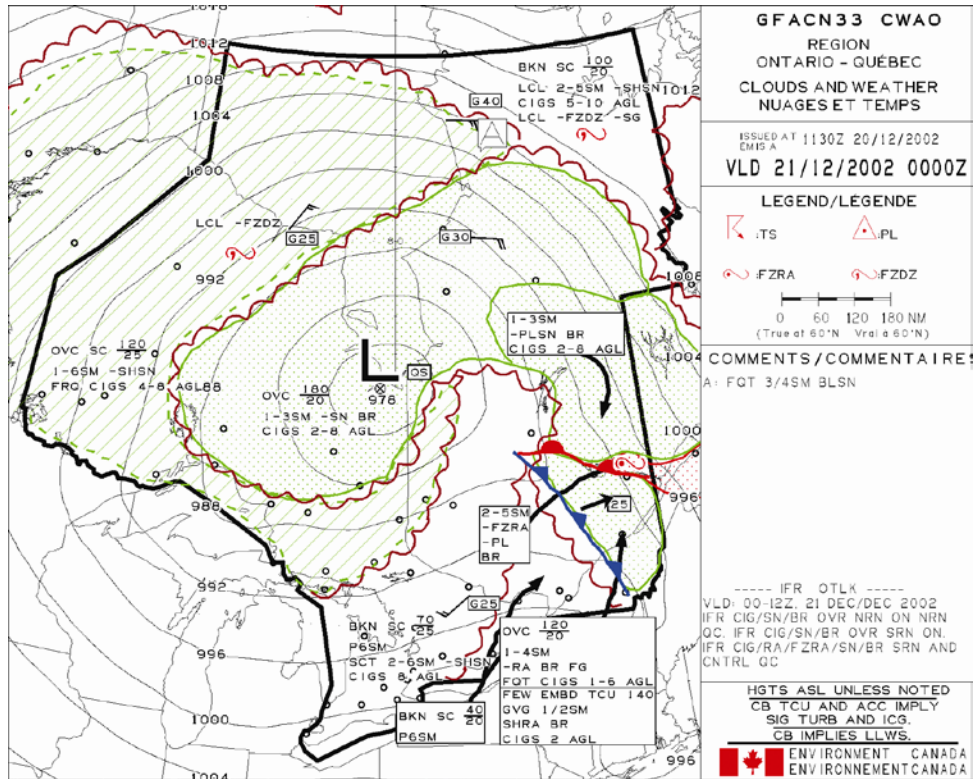 1016
1012
1008
1004
1000
992
988
992
996
1000
1004
BKN SC 100/20
LCL 2-5SM -SHSN
CIGS 5-10 AGL
LCL -FZDZ -SG
1012
G40
A
LCL -FZDZ
G25
G30
1008
1-3SM
-PLSN BR
CIGS 2-8 AGL
1004
OVC SC 120/25
1-6SM -SHSN
FRQ CIGS 4-8 AGL
L
QS
978
OVC 180/20
1-3SM -SN BR
CIGS 2-8 AGL
1000
996
25
2-5SM
-FZRA
-PL
BR
G25
BKN SC 70/25
P6SM
SCT 2-6SM -SHSN
CIGS 8 AGL
OVC 120/20
1-4SM
-RA BR FG
FQT CIGS 1-6 AGL
FEW EMBD TCU 140
GVG 1/2SM
SHRA BR
CIGS 2 AGL
BKN SC 40/20
P6SM
996
GFACN33 CWAO
REGION
ONTARIO - QUÉBEC
CLOUDS AND WEATHER
NUAGES ET TEMPS
ISSUED AT 1130Z 20/12/2002
EMIS A
VLD 21/12/2002 0000Z
LEGEND/LÉGENDE
:TS :PL
:FZRA :FZDZ
0 60 120 180 NM
(True at 60°N Vrai à 60°N)
COMMENTS/COMMENTAIRES
A: FQT 3/4SM BLSN
----- IFR OTLK -----
VLD: 00-12Z, 21 DEC/DEC 2002
IFR CIG/SN/BR OVR NRN ON NRN
QC. IFR CIG/SN/BR OVR SRN ON.
IFR CIG/RA/FZRA/SN/BR SRN AND
CNTRL QC
HGTS ASL UNLESS NOTED
CB TCU AND ACC IMPLY
SIG TURB AND ICG.
CB IMPLIES LLWS.
ENVIRONMENT CANADA
ENVIRONNEMENT CANADA